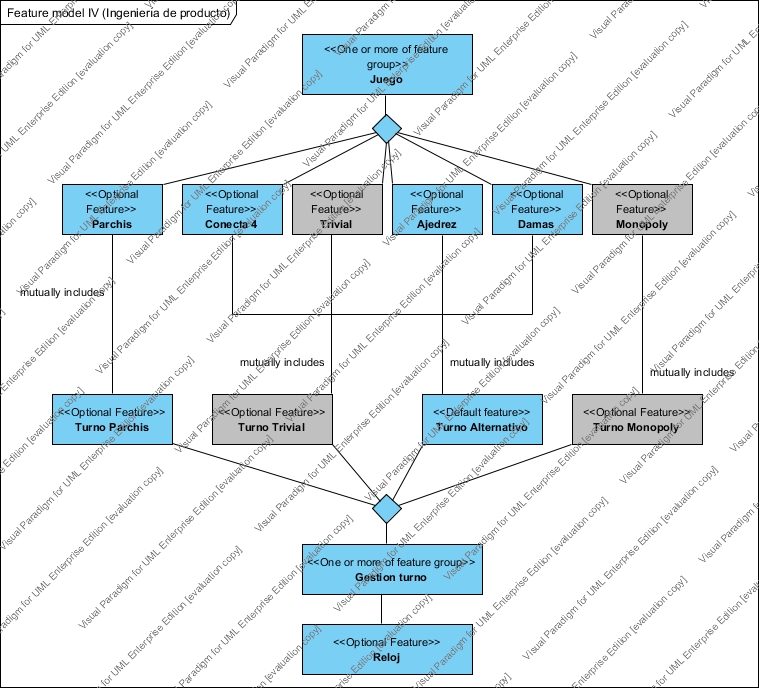 Feature model IV (Ingenieria de producto)
<<One or more of feature
group>>
Juego
<<Optional
Feature>>
Parchis
<<Optional
Feature>>
Conecta 4
<<Optional
Feature>>
Trivial
<<Optional
Feature>>
Ajedrez
<<Optional
Feature>>
Damas
<<Optional
Feature>>
Monopoly
mutually includes
mutually includes
mutually includes
mutually includes
<<Optional Feature>>
Turno Parchis
<<Optional Feature>>
Turno Trivial
<<Default feature>>
Turno Alternativo
<<Optional Feature>>
Turno Monopoly
<<One or more of feature group>>
Gestion turno
<<Optional Feature>>
Reloj
Visual Paradigm for UML Enterprise Edition [evaluation copy]